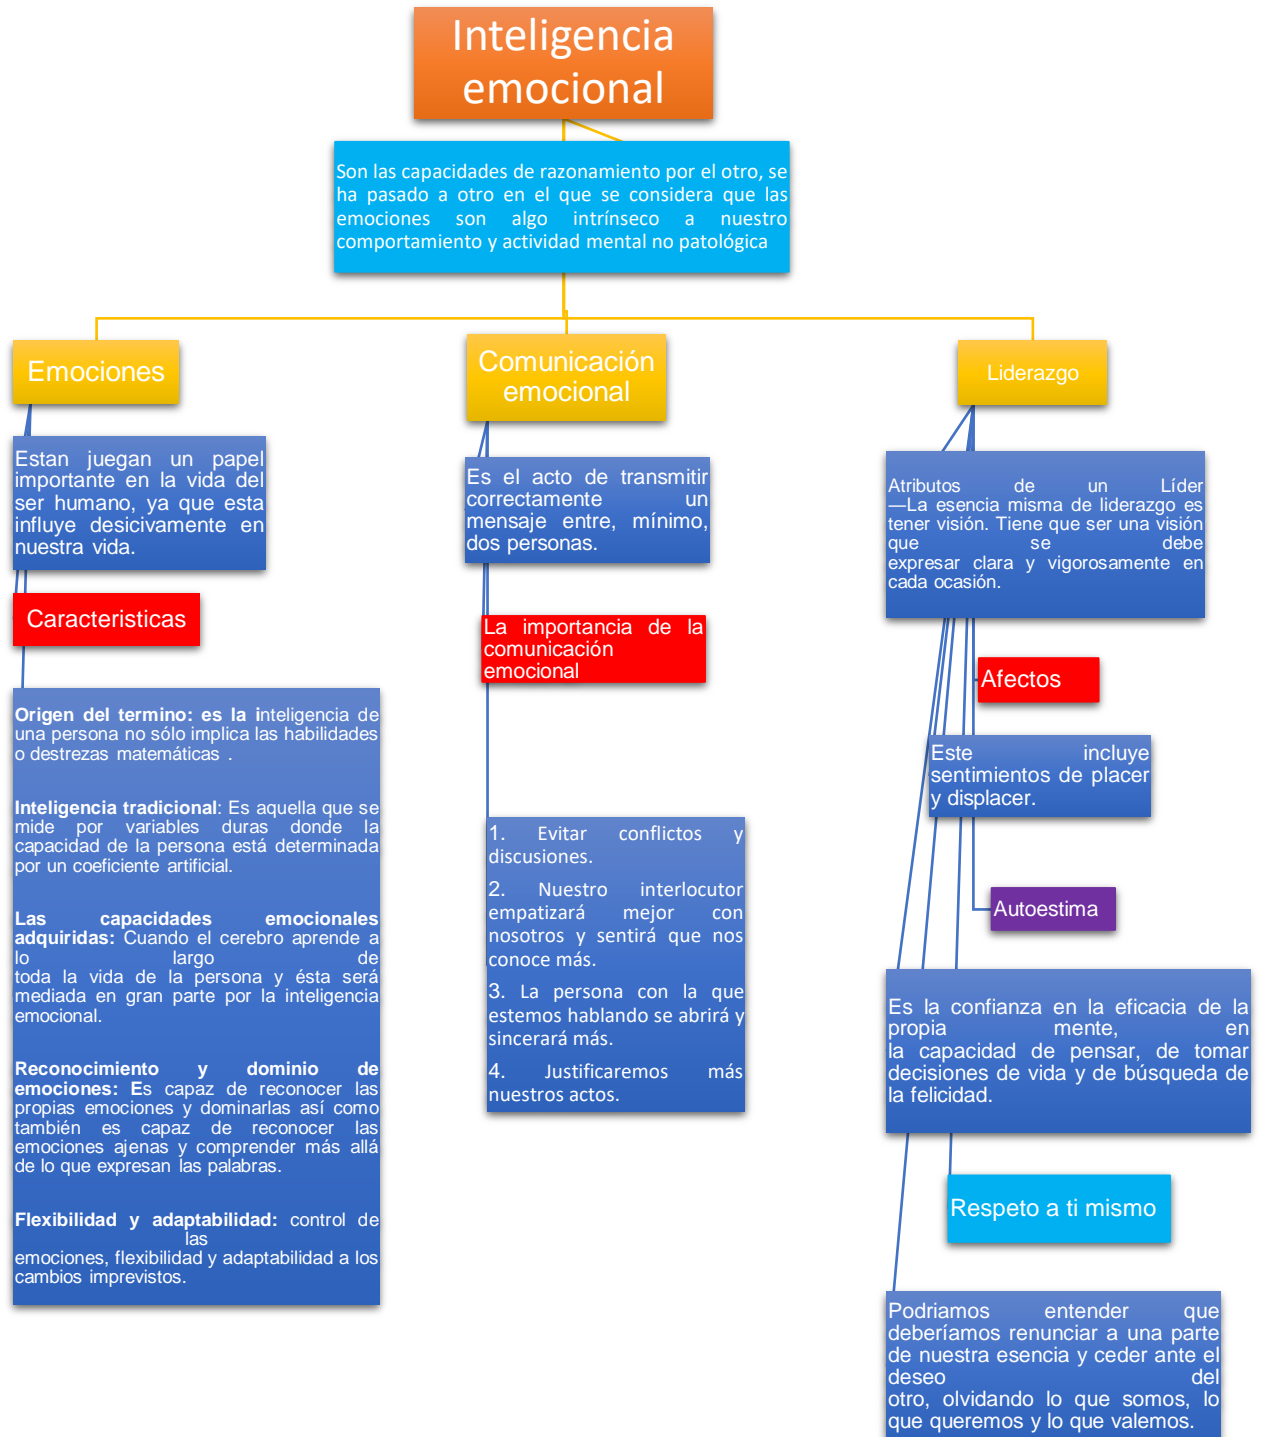 Inteligencia
emocional
Son las capacidades de razonamiento por el otro, se
ha pasado a otro en el que se considera que las
emociones son algo intrínseco a nuestro
comportamiento y actividad mental no patológica
Emociones
Estan juegan un papel
importante en la vida del
ser humano, ya que esta
influye desicivamente en
nuestra vida.
Caracteristicas
Origen del termino: es la inteligencia de
una persona no sólo implica las habilidades
o destrezas matemáticas .
Inteligencia tradicional: Es aquella que se
mide por variables duras donde la
capacidad de la persona está determinada
por un coeficiente artificial.
Las capacidades emocionales
adquiridas: Cuando el cerebro aprende a
lo largo de
toda la vida de la persona y ésta será
mediada en gran parte por la inteligencia
emocional.
Reconocimiento y dominio de
emociones: Es capaz de reconocer las
propias emociones y dominarlas así como
también es capaz de reconocer las
emociones ajenas y comprender más allá
de lo que expresan las palabras.
Flexibilidad y adaptabilidad: control de
las
emociones, flexibilidad y adaptabilidad a los
cambios imprevistos.
Comunicación
emocional
Es el acto de transmitir
correctamente un
mensaje entre, mínimo,
dos personas.
La importancia de la
comunicación
emocional
1. Evitar conflictos y
discusiones.
2. Nuestro interlocutor
empatizará mejor con
nosotros y sentirá que nos
conoce más.
3. La persona con la que
estemos hablando se abrirá y
sincerará más.
4. Justificaremos más
nuestros actos.
Liderazgo
Atributos de un Líder
—La esencia misma de liderazgo es
tener visión. Tiene que ser una visión
que se debe
expresar clara y vigorosamente en
cada ocasión.
Afectos
Este incluye
sentimientos de placer
y displacer.
Autoestima
Es la confianza en la eficacia de la
propia mente, en
la capacidad de pensar, de tomar
decisiones de vida y de búsqueda de
la felicidad.
Respeto a ti mismo
Podriamos entender que
deberíamos renunciar a una parte
de nuestra esencia y ceder ante el
deseo del
otro, olvidando lo que somos, lo
que queremos y lo que valemos.